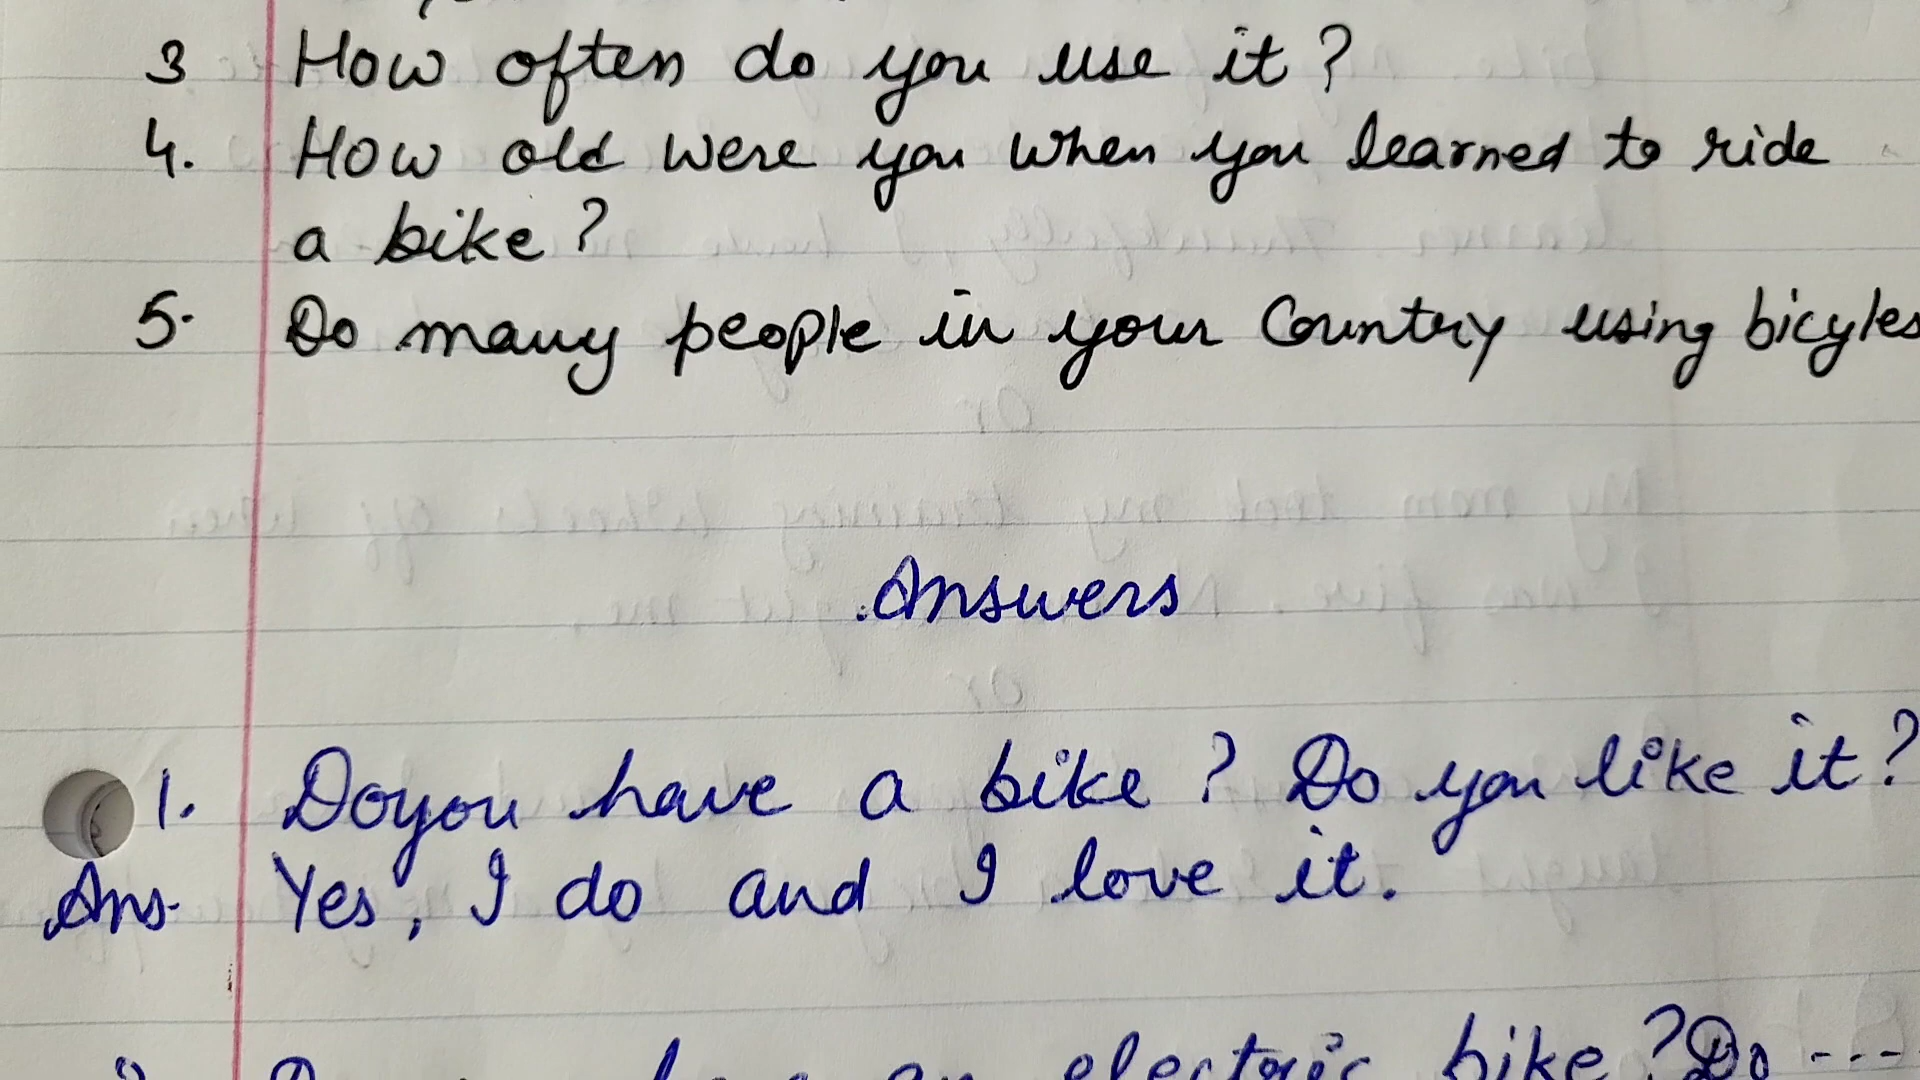 3 How often do you use it?
4. How old were you when you learned to ride
a bike?
5. Do many people in your Country using bicyles
Answers
1. Doyou have a bike? Do you like it?
Ans. Yes, I do and I love it.
an electric bike? Do ----